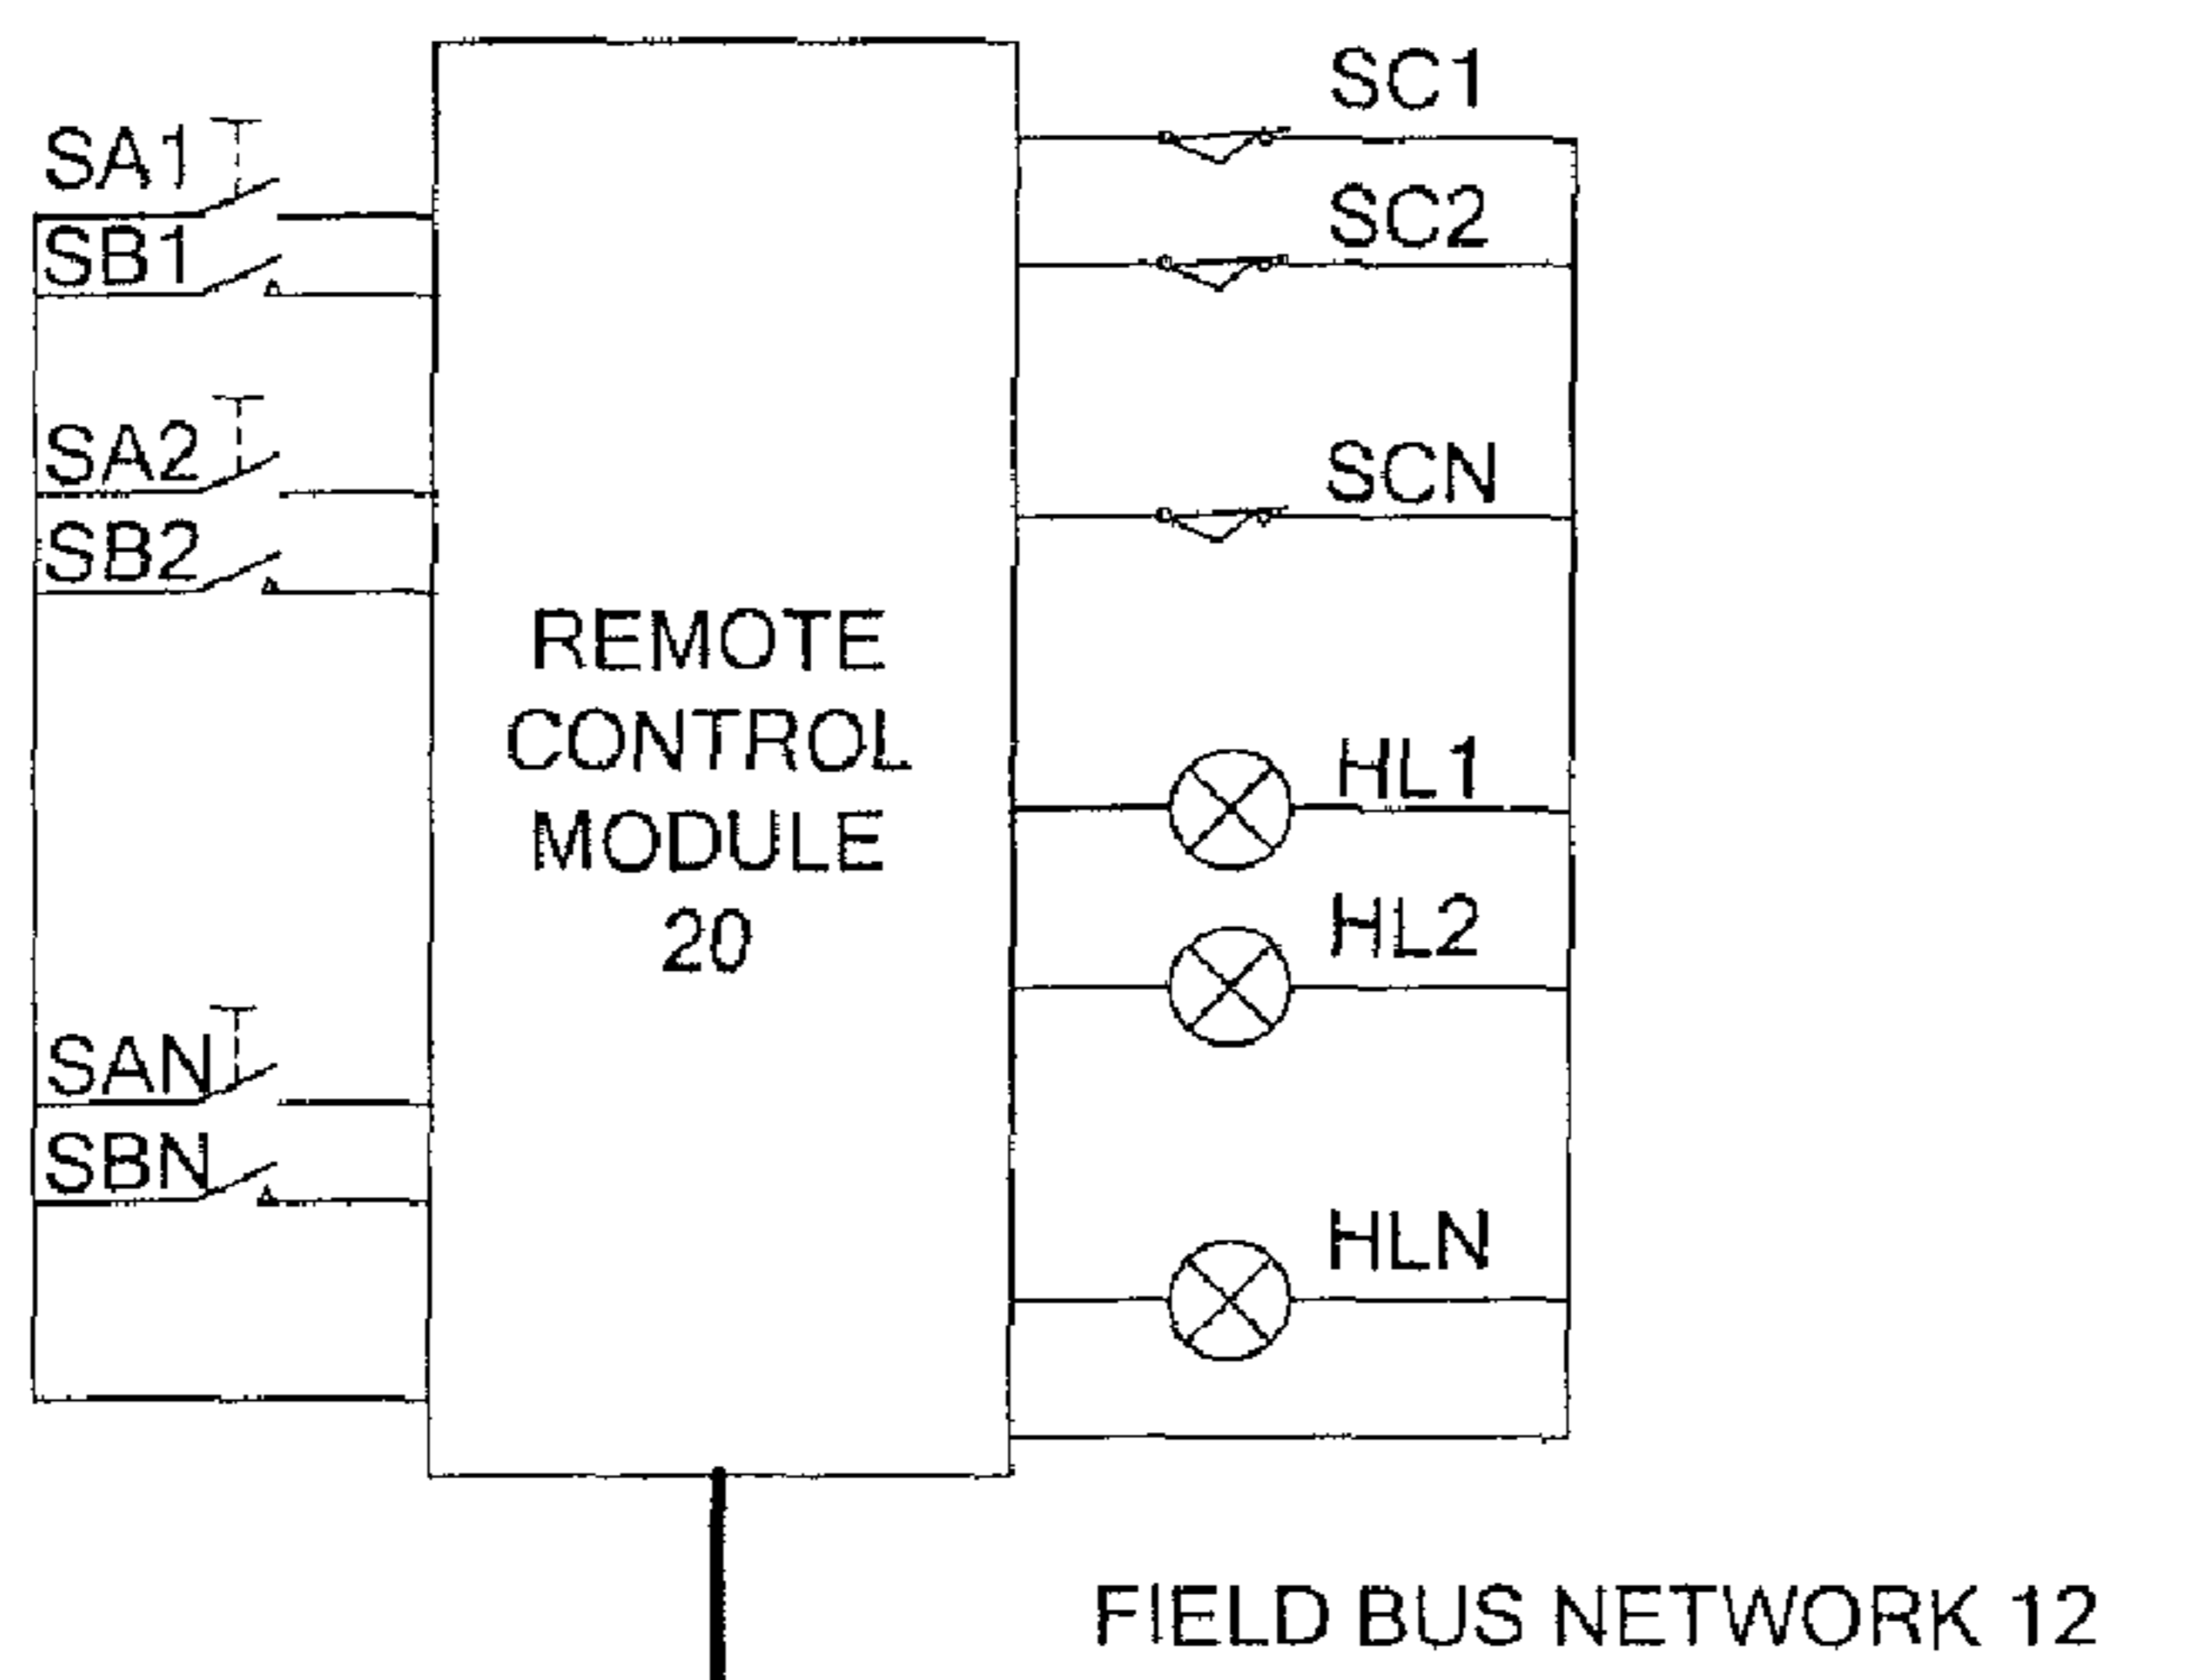 SA1
SB1
SA2
SB2
SAN
SBN
REMOTE
CONTROL
MODULE
20
SC1
SC2
SCN
HL1
HL2
HLN
FIELD BUS NETWORK 12